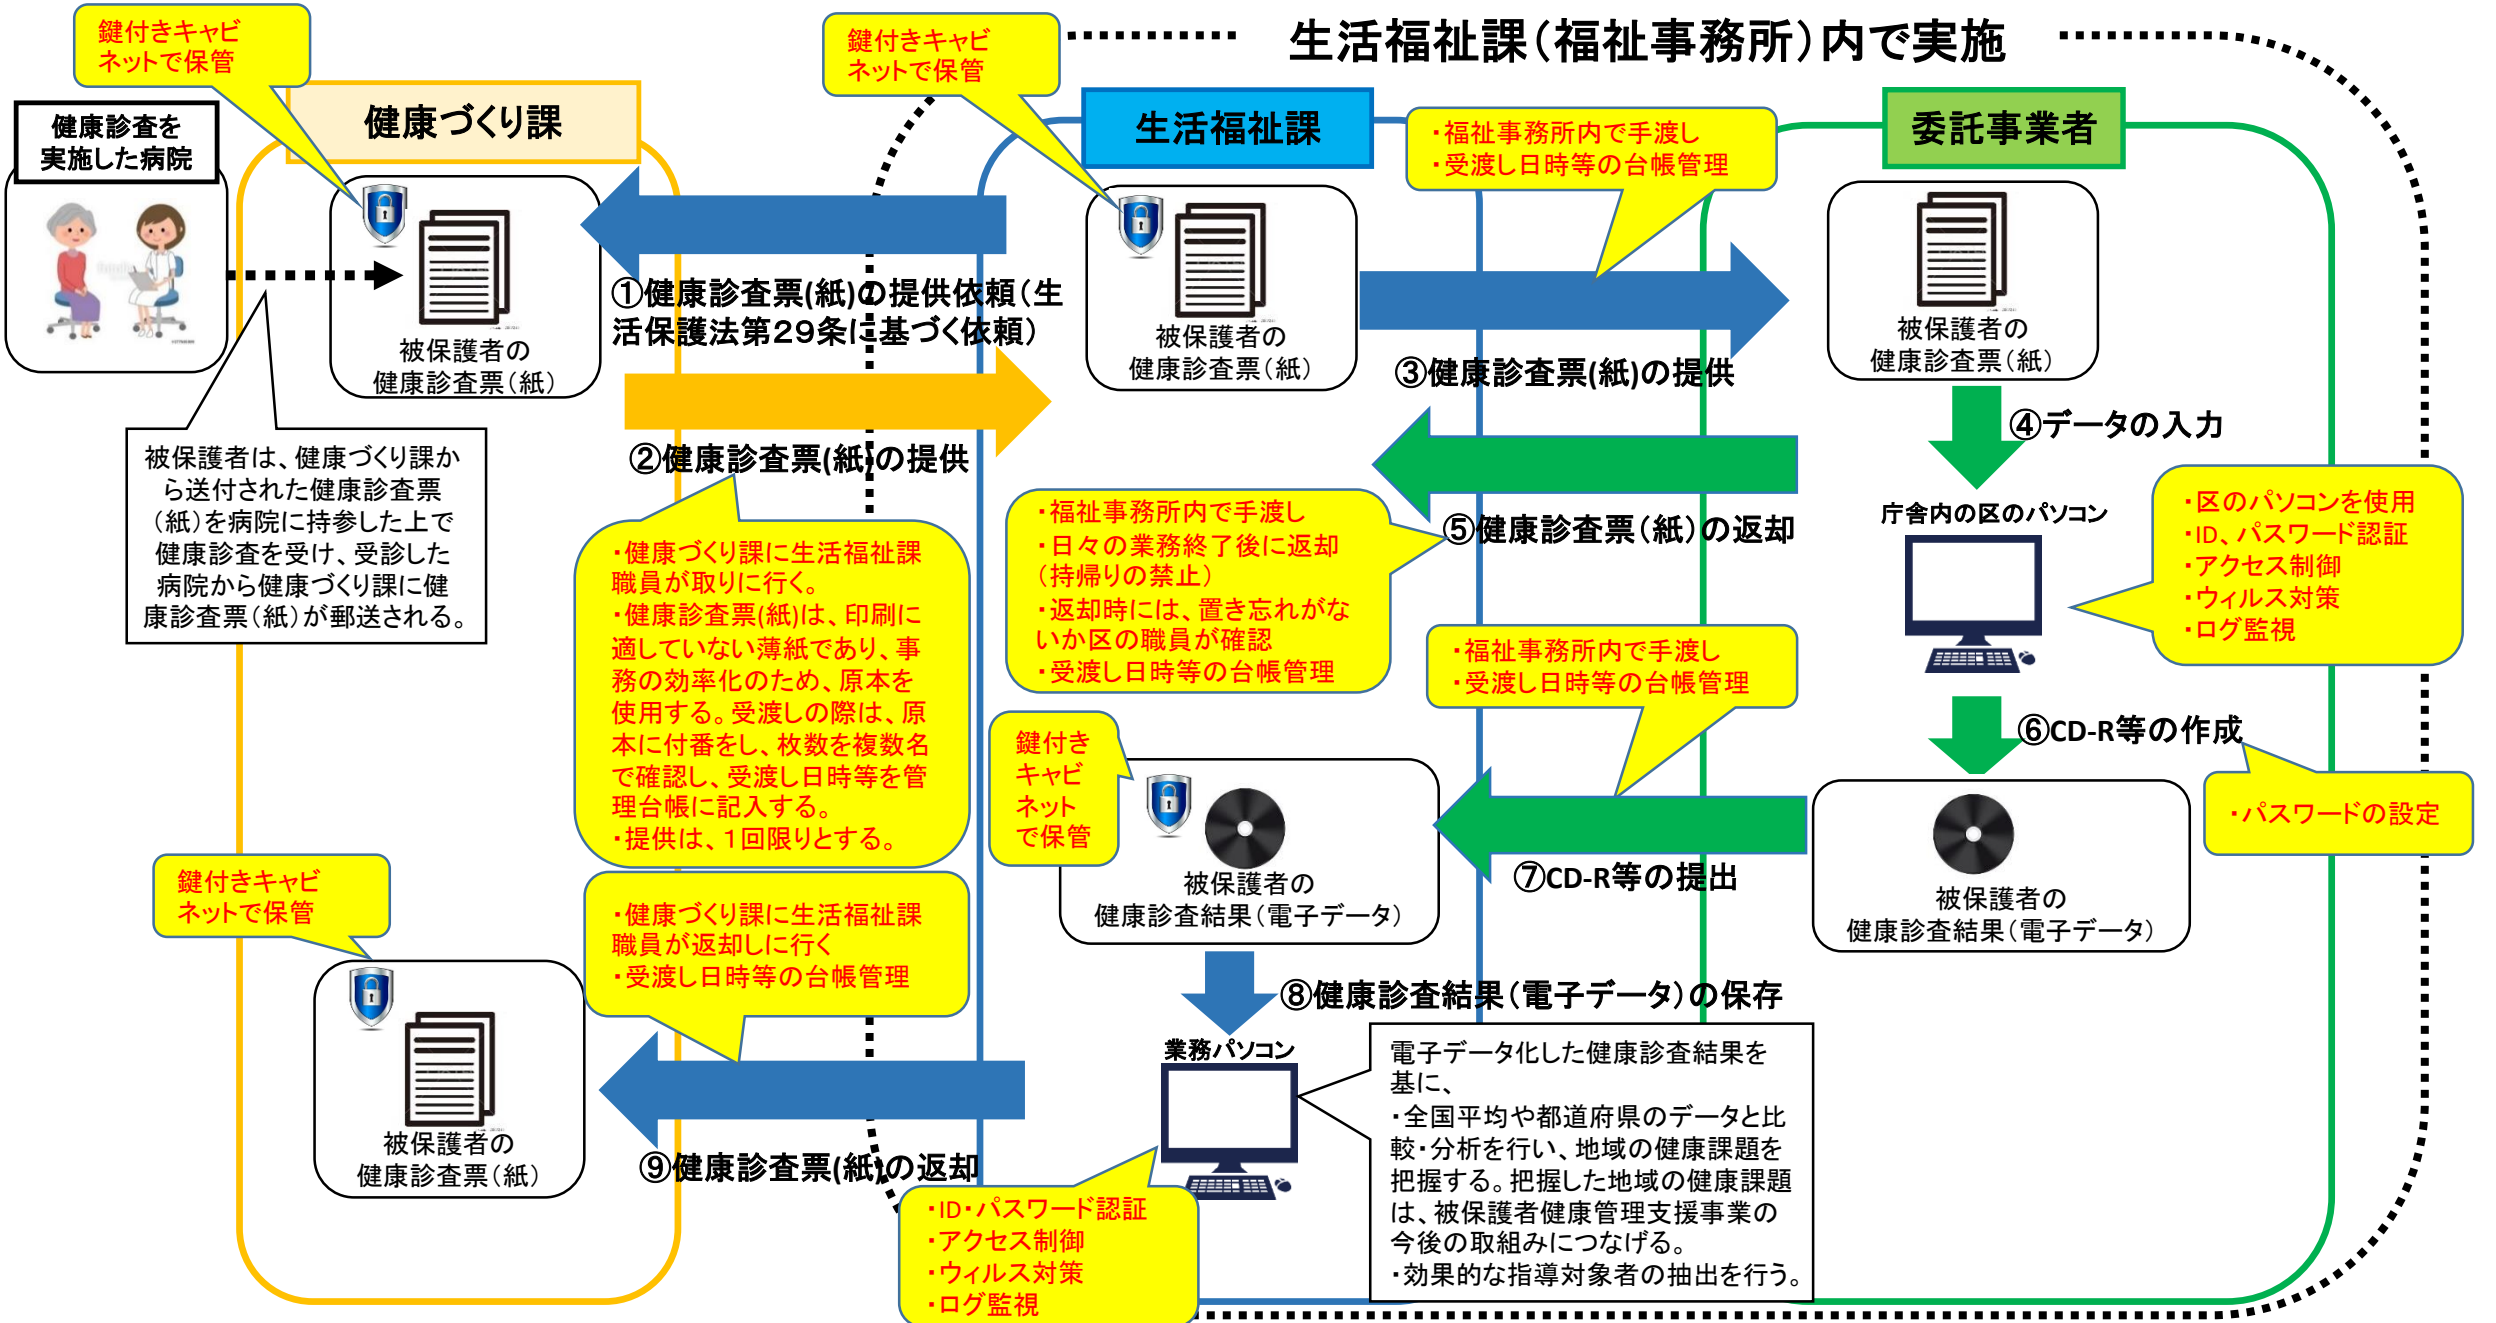 生活福祉課（福祉事務所）内で実施
鍵付きキャビ
ネットで保管
鍵付きキャビ
ネットで保管
健康診査を
実施した病院
健康づくり課
生活福祉課
・福祉事務所内で手渡し
・受渡し日時等の台帳管理
委託事業者
被保護者の
健康診査票（紙）
①健康診査票(紙)の提供依頼（生
活保護法第２９条に基づく依頼）
被保護者の
健康診査票（紙）
③健康診査票(紙)の提供
被保護者の
健康診査票（紙）
②健康診査票(紙)の提供
④データの入力
被保護者は、健康づくり課か
ら送付された健康診査票
（紙）を病院に持参した上で
健康診査を受け、受診した
病院から健康づくり課に健
康診査票（紙）が郵送される。
・健康づくり課に生活福祉課
職員が取りに行く。
・健康診査票(紙)は、印刷に
適していない薄紙であり、事
務の効率化のため、原本を
使用する。受渡しの際は、原
本に付番をし、枚数を複数名
で確認し、受渡し日時等を管
理台帳に記入する。
・提供は、１回限りとする。
・福祉事務所内で手渡し
・日々の業務終了後に返却
（持帰りの禁止）
・返却時には、置き忘れがな
いか区の職員が確認
・受渡し日時等の台帳管理
⑤健康診査票（紙）の返却
庁舎内の区のパソコン
・区のパソコンを使用
・ID、パスワード認証
・アクセス制御
・ウィルス対策
・ログ監視
・福祉事務所内で手渡し
・受渡し日時等の台帳管理
⑥CD-R等の作成
・パスワードの設定
鍵付き
キャビ
ネット
で保管
被保護者の
健康診査結果（電子データ）
⑦CD-R等の提出
被保護者の
健康診査結果（電子データ）
鍵付きキャビ
ネットで保管
・健康づくり課に生活福祉課
職員が返却しに行く
・受渡し日時等の台帳管理
⑧健康診査結果（電子データ）の保存
業務パソコン
電子データ化した健康診査結果を
基に、
・全国平均や都道府県のデータと比
較・分析を行い、地域の健康課題を
把握する。把握した地域の健康課題
は、被保護者健康管理支援事業の
今後の取組みにつなげる。
・効果的な指導対象者の抽出を行う。
被保護者の
健康診査票（紙）
⑨健康診査票(紙)の返却
・ID・パスワード認証
・アクセス制御
・ウィルス対策
・ログ監視